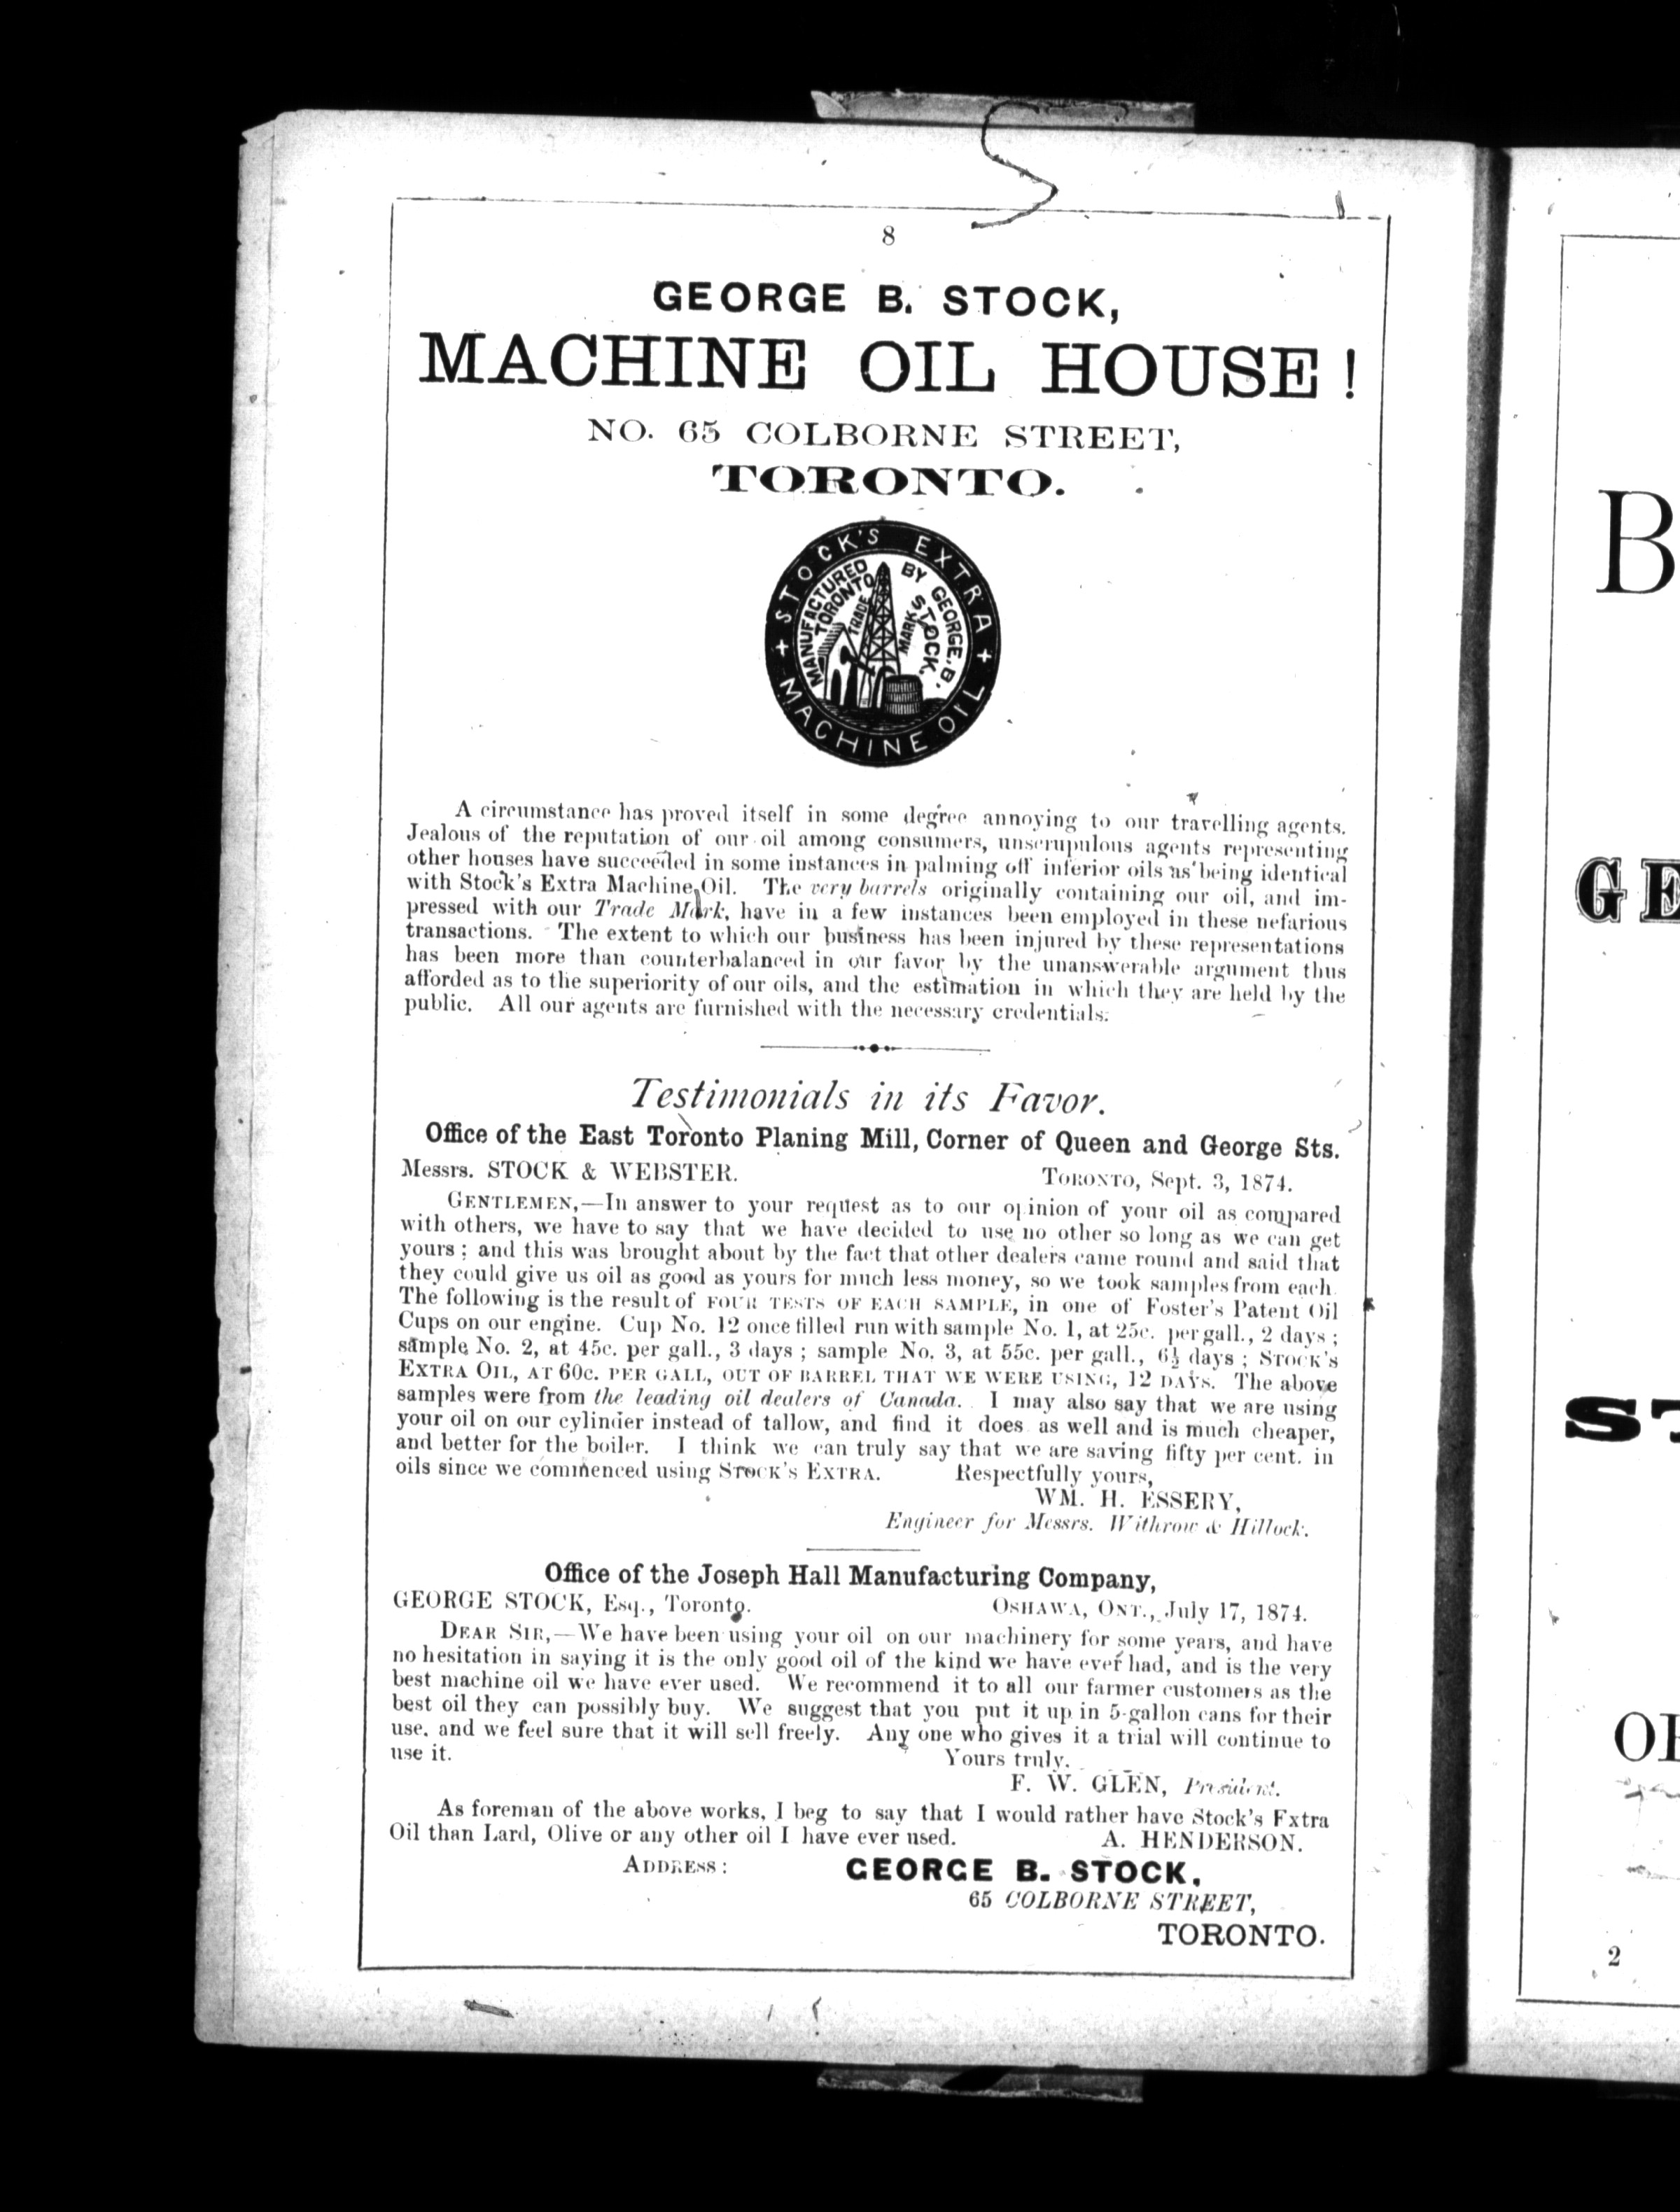 8
GEORGE B. STOCK,
MACHINE OIL HOUSE!
NO. 65 COLBORNE STREET,
TORONTO.
STOCK'S EXTRA
MANUFACTURED BY GEORGE. B.
TORONTO STOCK.
TRADE MARK
MACHINE OIL
A circumstance has proved itself in some degree annoying to our travelling agents.
Jealous of the reputation of our oil among consumers, unscrupulous agents representing
other houses have succeeded in some instances in palming off inferior oils as being identical
with Stock's Extra Machine Oil. The very barrels originally containing our oil, and im-
pressed with our Trade Mark, have in a few instances been employed in these nefarious
transactions. The extent to which our business has been injured by these representations
has been more than counterbalanced in our favor by the unanswerable argument thus
afforded as to the superiority of our oils, and the estimation in which they are held by the
public. All our agents are furnished with the necessary credentials.
Testimonials in its Favor.
Office of the East Toronto Planing Mill, Corner of Queen and George Sts.
Messrs. STOCK & WEBSTER. TORONTO, Sept. 3, 1874.
GENTLEMEN,—In answer to your request as to our opinion of your oil as compared
with others, we have to say that we have decided to use no other so long as we can get
yours; and this was brought about by the fact that other dealers came round and said that
they could give us oil as good as yours for much less money, so we took samples from each.
The following is the result of FOUR TESTS OF EACH SAMPLE, in one of Foster's Patent Oil
Cups on our engine. Cup No. 12 once filled run with sample No. 1, at 25c. per gall., 2 days;
sample No. 2, at 45c. per gall., 3 days; sample No. 3, at 55c. per gall., 6½ days; STOCK'S
EXTRA OIL, AT 60c. PER GALL, OUT OF BARREL THAT WE WERE USING, 12 DAYS. The above
samples were from the leading oil dealers of Canada. I may also say that we are using
your oil on our cylinder instead of tallow, and find it does as well and is much cheaper,
and better for the boiler. I think we can truly say that we are saving fifty per cent. in
oils since we commenced using STOCK'S EXTRA. Respectfully yours,
WM. H. ESSERY,
Engineer for Messrs. Withrow & Hillock.
Office of the Joseph Hall Manufacturing Company,
GEORGE STOCK, Esq., Toronto. OSHAWA, ONT., July 17, 1874.
DEAR SIR,—We have been using your oil on our machinery for some years, and have
no hesitation in saying it is the only good oil of the kind we have ever had, and is the very
best machine oil we have ever used. We recommend it to all our farmer customers as the
best oil they can possibly buy. We suggest that you put it up in 5-gallon cans for their
use, and we feel sure that it will sell freely. Any one who gives it a trial will continue to
use it. Yours truly,
F. W. GLEN, President.
As foreman of the above works, I beg to say that I would rather have Stock's Extra
Oil than Lard, Olive or any other oil I have ever used. A. HENDERSON.
ADDRESS: GEORGE B. STOCK,
65 COLBORNE STREET,
TORONTO.
B
GE
ST
2